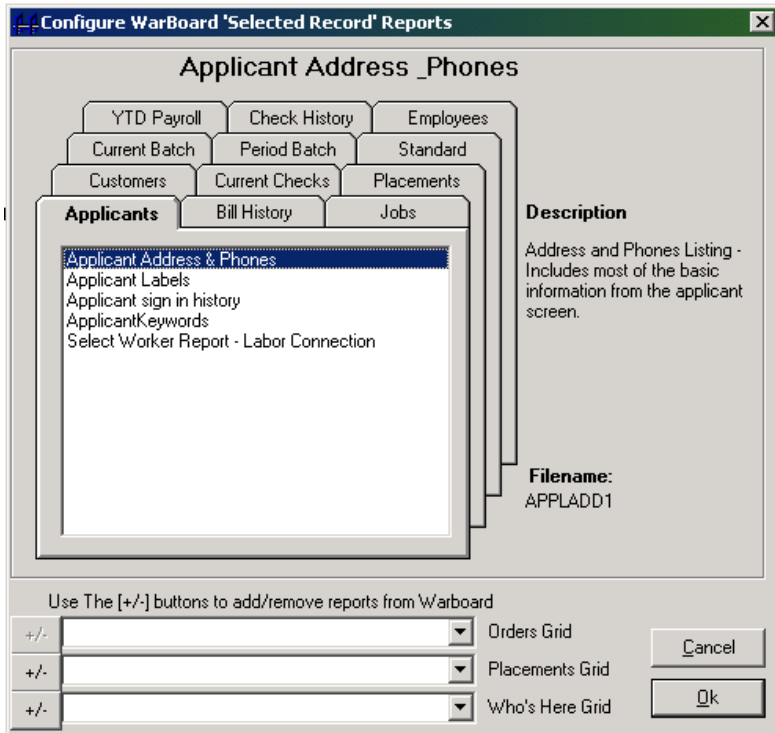 Configure WarBoard 'Selected Record' Reports
Applicant Address _Phones
YTD Payroll
Check History
Employees
Current Batch
Period Batch
Standard
Customers
Current Checks
Placements
Applicants
Bill History
Jobs
Applicant Address & Phones
Applicant Labels
Applicant sign in history
ApplicantKeywords
Select Worker Report - Labor Connection
Description
Address and Phones Listing -
Includes most of the basic
information from the applicant
screen.
Filename:
APPLADD1
Use The [+/-] buttons to add/remove reports from Warboard
+/-
Orders Grid
+/-
Placements Grid
+/-
Who's Here Grid
Cancel
Ok